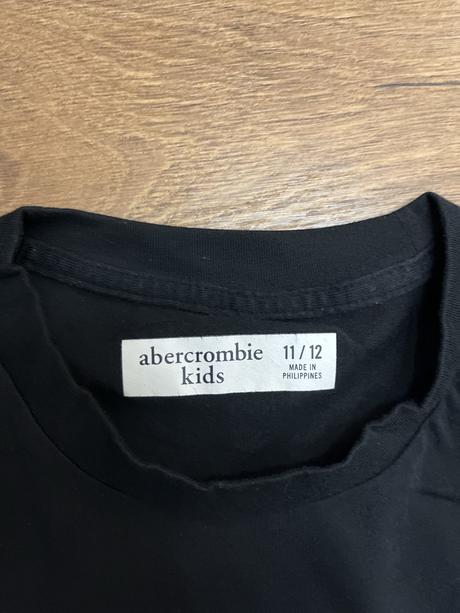 abercrombie
kids
11 / 12
MADE IN
PHILIPPINES